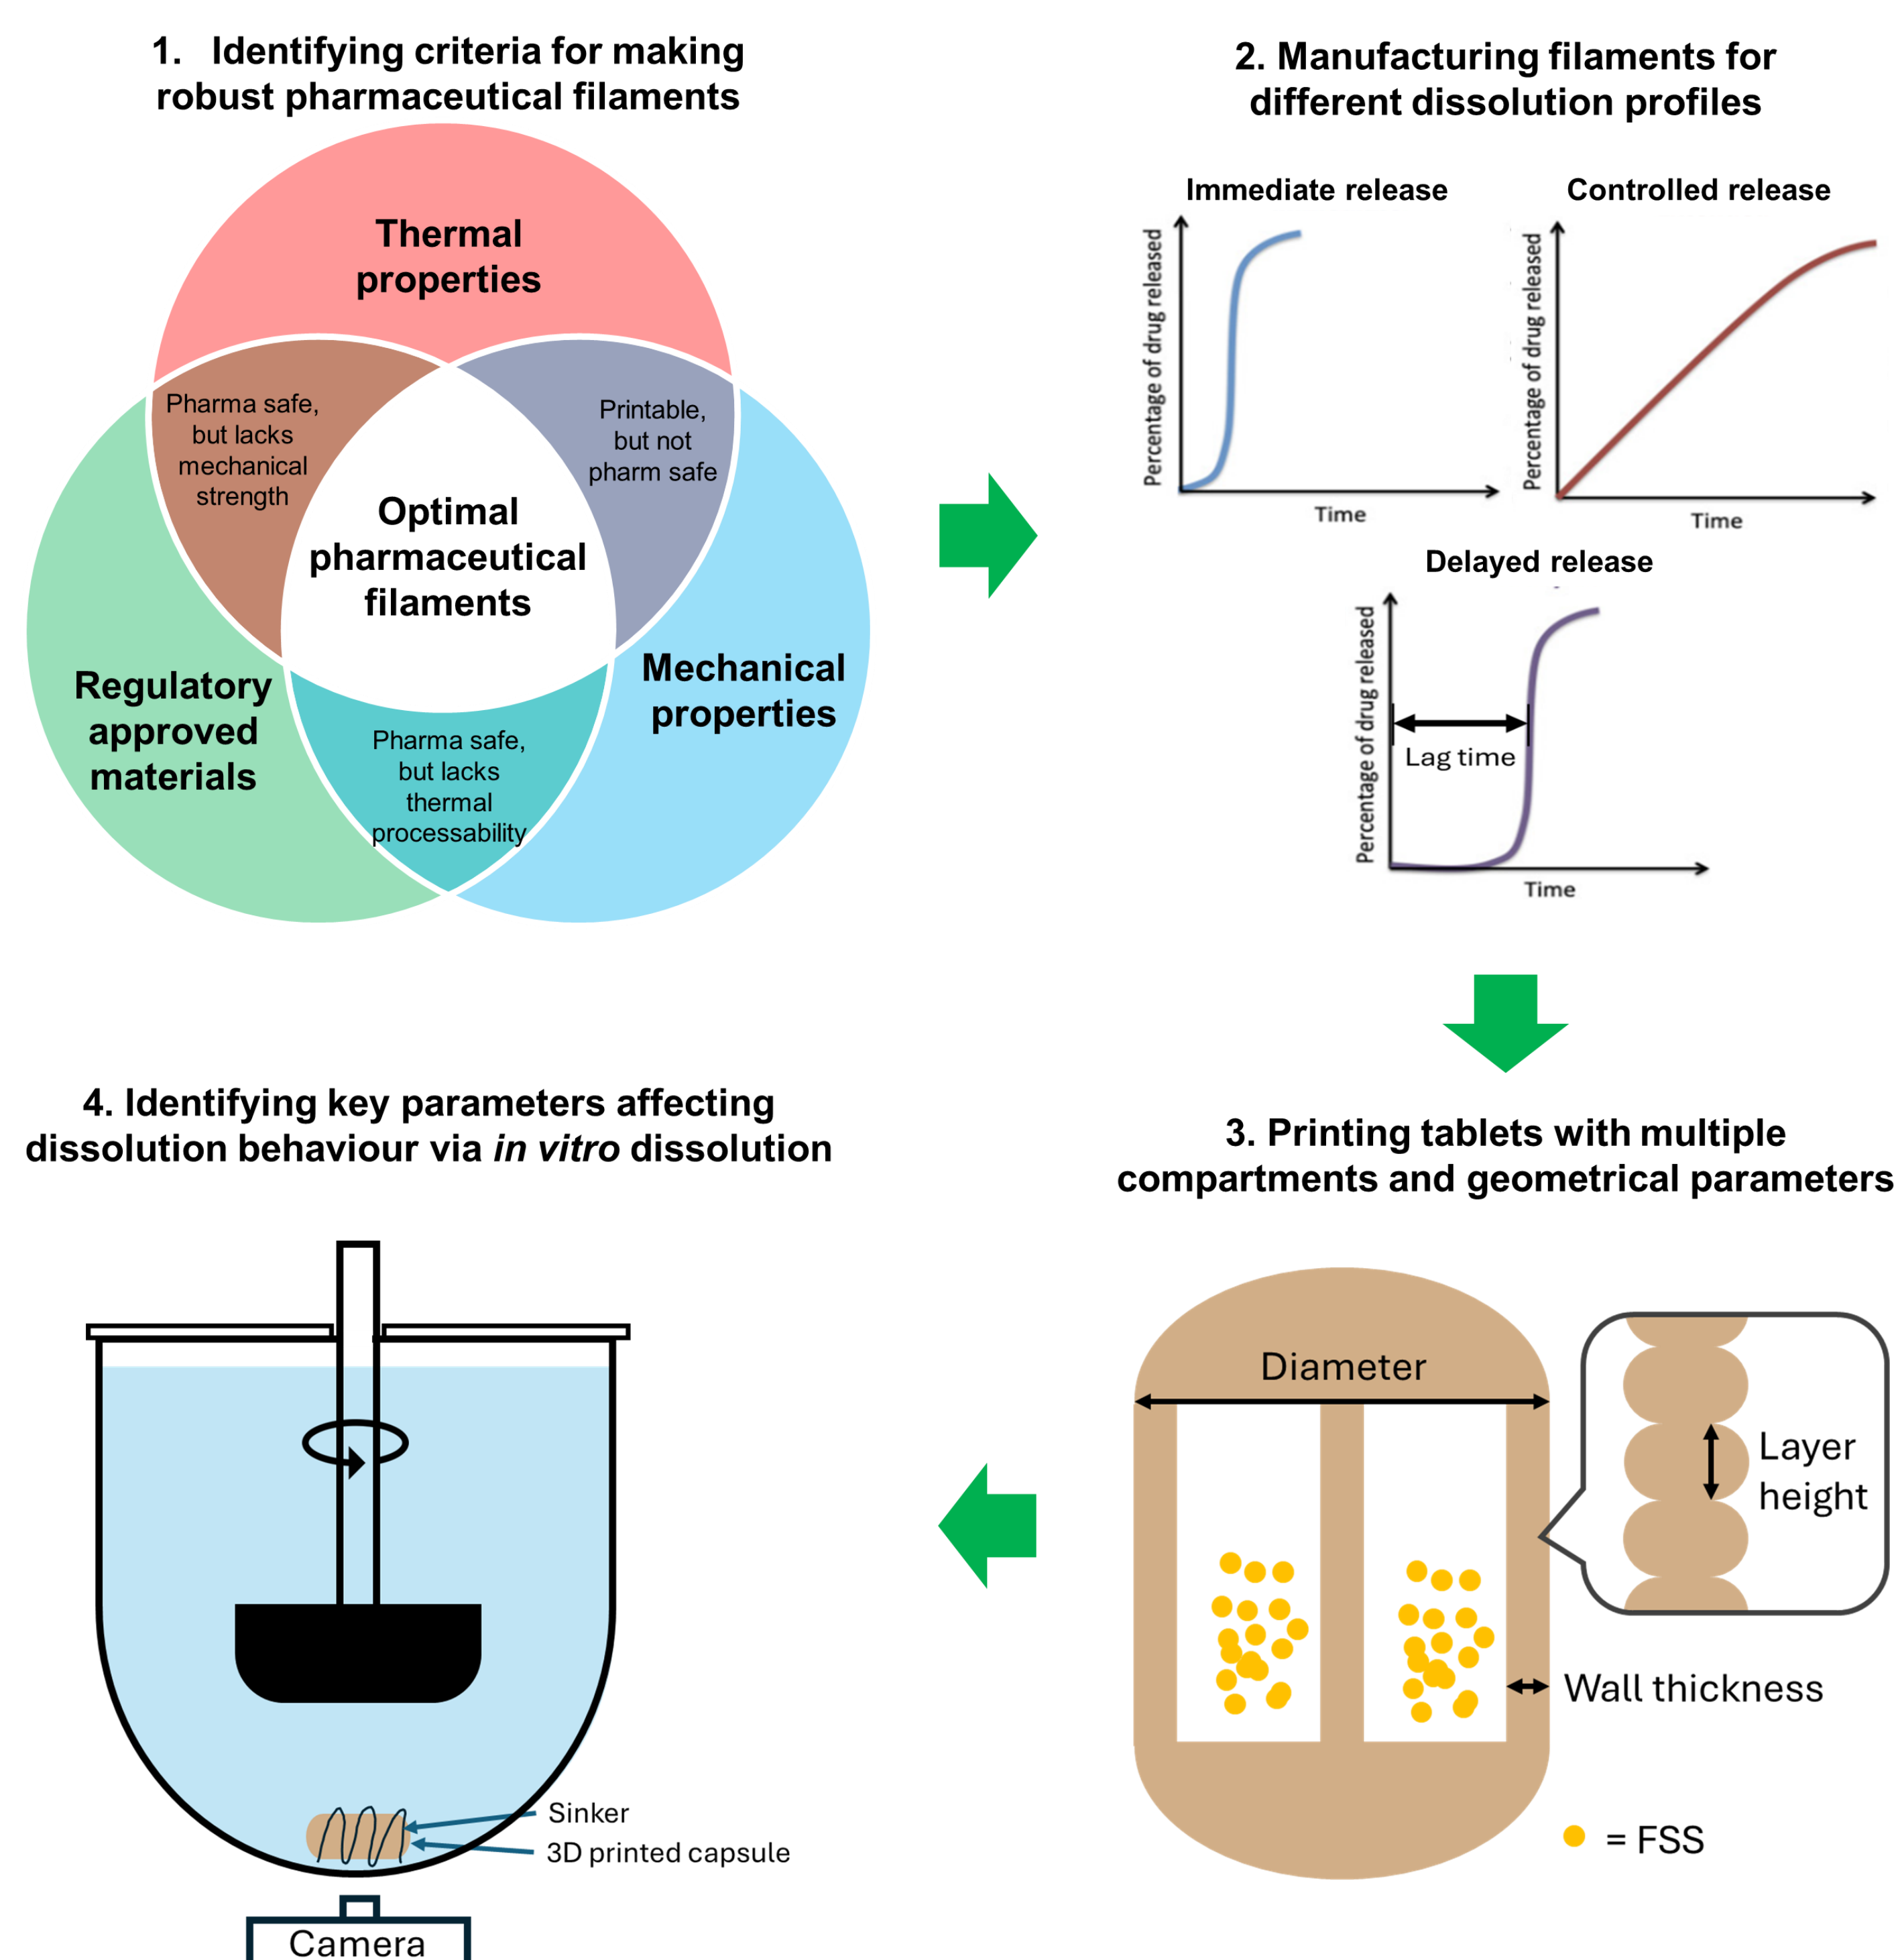 1. Identifying criteria for making
robust pharmaceutical filaments
Thermal
properties
Pharma safe,
but lacks
mechanical
strength
Printable,
but not
pharm safe
Optimal
pharmaceutical
filaments
Regulatory
approved
materials
Mechanical
properties
Pharma safe,
but lacks
thermal
processability
2. Manufacturing filaments for
different dissolution profiles
Immediate release
Percentage of drug released
Time
Controlled release
Percentage of drug released
Time
Delayed release
Percentage of drug released
Lag time
Time
3. Printing tablets with multiple
compartments and geometrical parameters
Diameter
Layer
height
Wall thickness
= FSS
4. Identifying key parameters affecting
dissolution behaviour via in vitro dissolution
Sinker
3D printed capsule
Camera